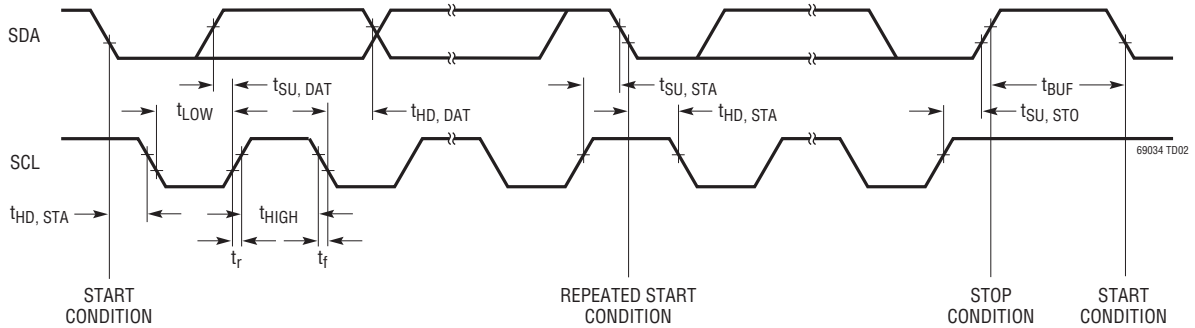 SDA
tSU, DAT
tSU, STA
tBUF
tLOW
tHD, DAT
tHD, STA
tSU, STO
SCL
69034 TD02
tHD, STA
tHIGH
tr
tf
START
CONDITION
REPEATED START
CONDITION
STOP
CONDITION
START
CONDITION